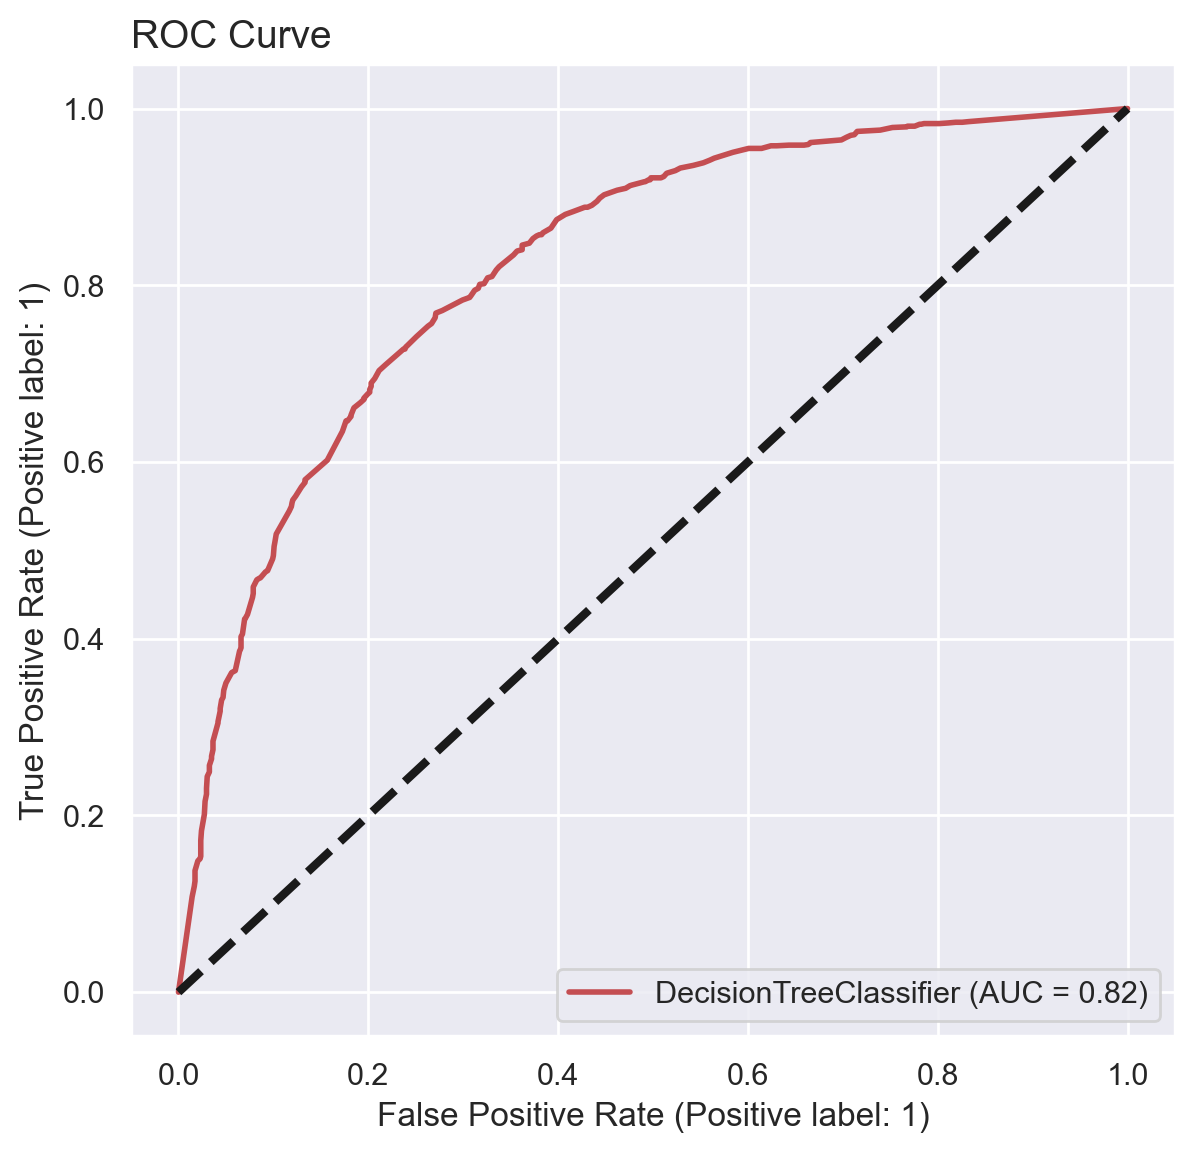 ROC Curve
1.0
0.8
0.6
0.4
0.2
0.0
True Positive Rate (Positive label: 1)
DecisionTreeClassifier (AUC = 0.82)
0.0 0.2 0.4 0.6 0.8 1.0
False Positive Rate (Positive label: 1)